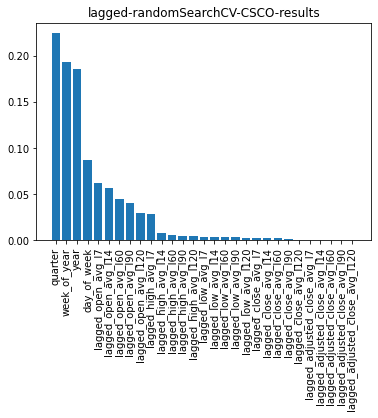 lagged-randomSearchCV-CSCO-results
0.20
0.15
0.10
0.05
0.00
quarter
week_of_year
year
day_of_week
lagged_open_avg_l7
lagged_open_avg_l14
lagged_open_avg_l60
lagged_open_avg_l90
lagged_open_avg_l120
lagged_high_avg_l7
lagged_high_avg_l14
lagged_high_avg_l60
lagged_high_avg_l90
lagged_high_avg_l120
lagged_low_avg_l7
lagged_low_avg_l14
lagged_low_avg_l60
lagged_low_avg_l90
lagged_low_avg_l120
lagged_close_avg_l7
lagged_close_avg_l14
lagged_close_avg_l60
lagged_close_avg_l90
lagged_close_avg_l120
lagged_adjusted_close_avg_l7
lagged_adjusted_close_avg_l14
lagged_adjusted_close_avg_l60
lagged_adjusted_close_avg_l90
lagged_adjusted_close_avg_l120